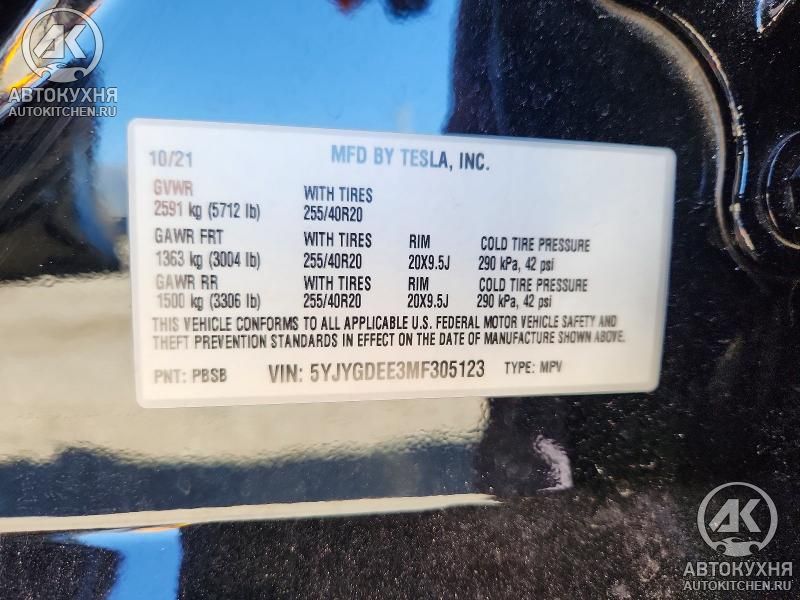 АК
АВТОКУХНЯ
AUTOKITCHEN.RU
10/21 MFD BY TESLA, INC.
GVWR WITH TIRES
2591 kg (5712 lb) 255/40R20
GAWR FRT WITH TIRES RIM COLD TIRE PRESSURE
1363 kg (3004 lb) 255/40R20 20X9.5J 290 kPa, 42 psi
GAWR RR WITH TIRES RIM COLD TIRE PRESSURE
1500 kg (3306 lb) 255/40R20 20X9.5J 290 kPa, 42 psi
THIS VEHICLE CONFORMS TO ALL APPLICABLE U.S. FEDERAL MOTOR VEHICLE SAFETY AND
THEFT PREVENTION STANDARDS IN EFFECT ON THE DATE OF MANUFACTURE SHOWN ABOVE.
PNT: PBSB VIN: 5YJYGDEE3MF305123 TYPE: MPV
АК
АВТОКУХНЯ
AUTOKITCHEN.RU